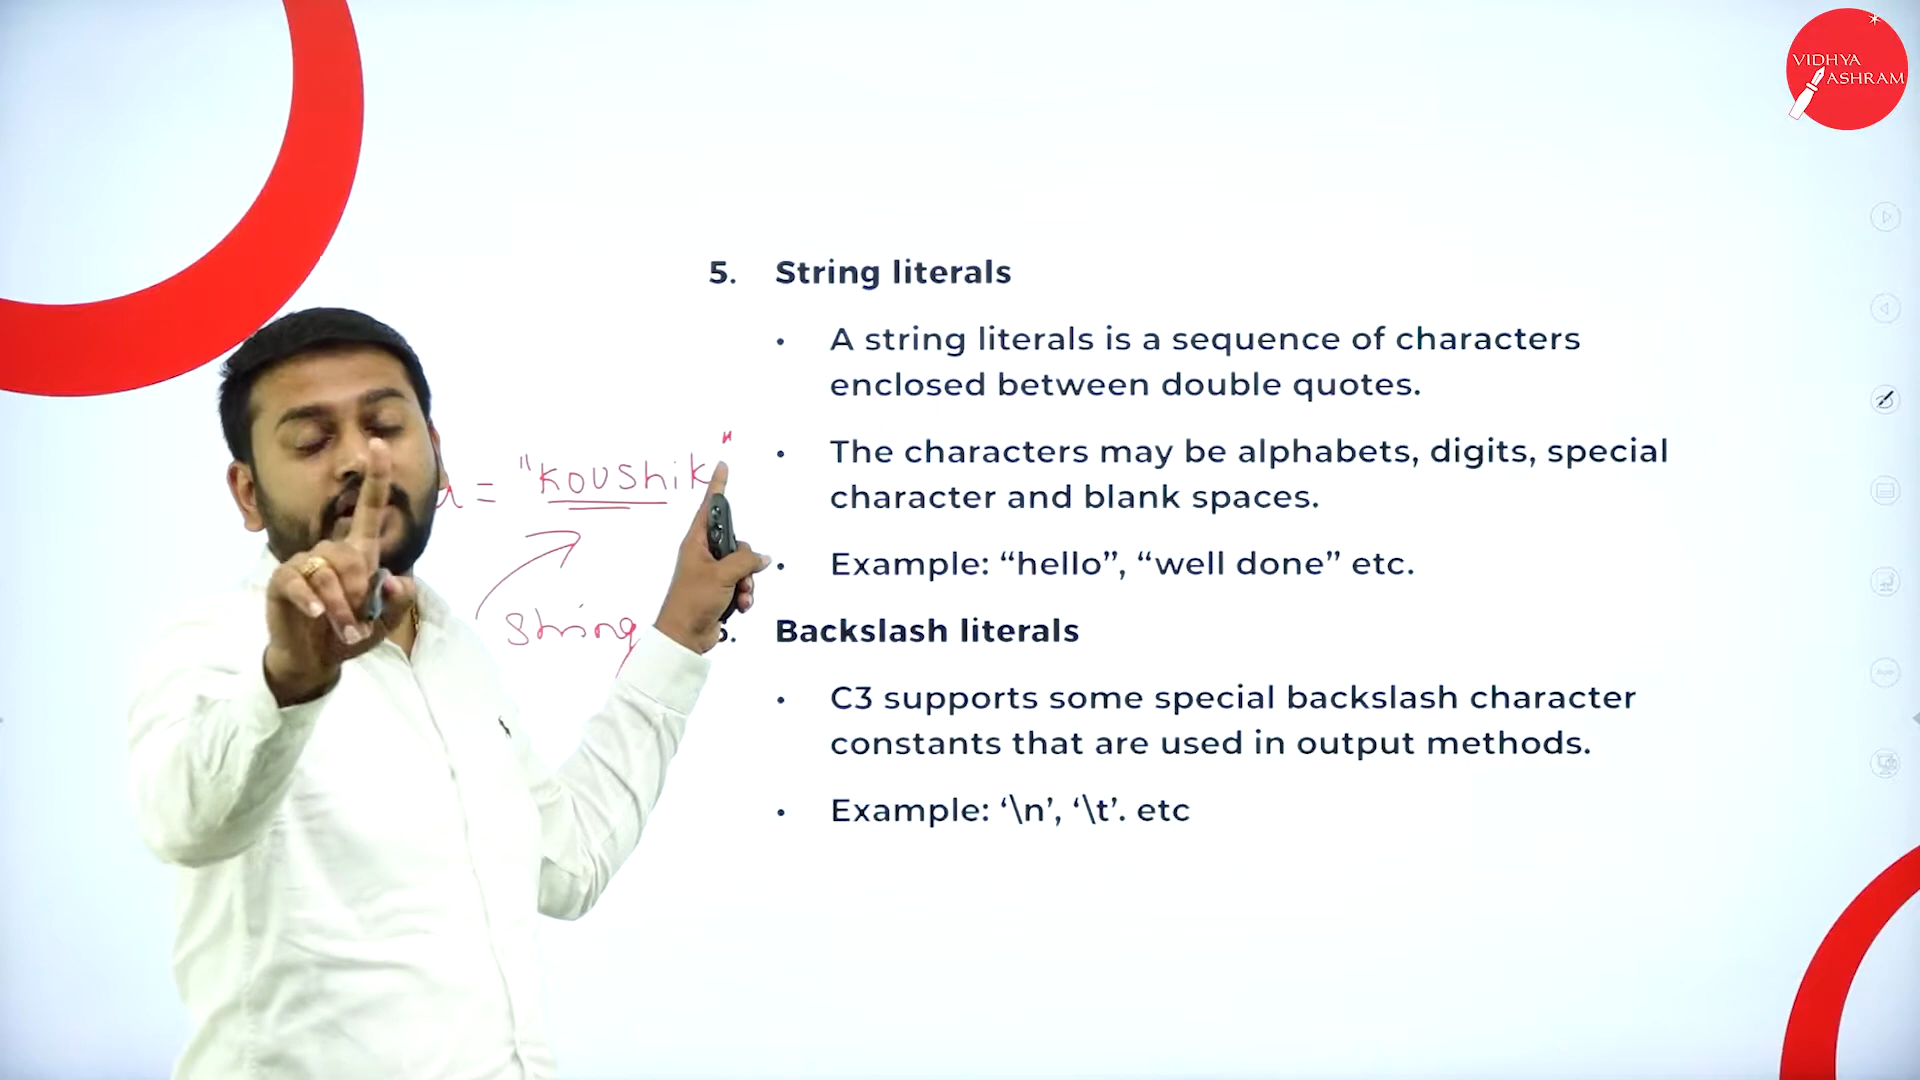 VIDHYA
ASHRAM
5. String literals
• A string literals is a sequence of characters
enclosed between double quotes.
a = "Koushik"
• The characters may be alphabets, digits, special
character and blank spaces.
• Example: “hello”, “well done” etc.
String
Backslash literals
• C3 supports some special backslash character
constants that are used in output methods.
• Example: ‘\n’, ‘\t’. etc